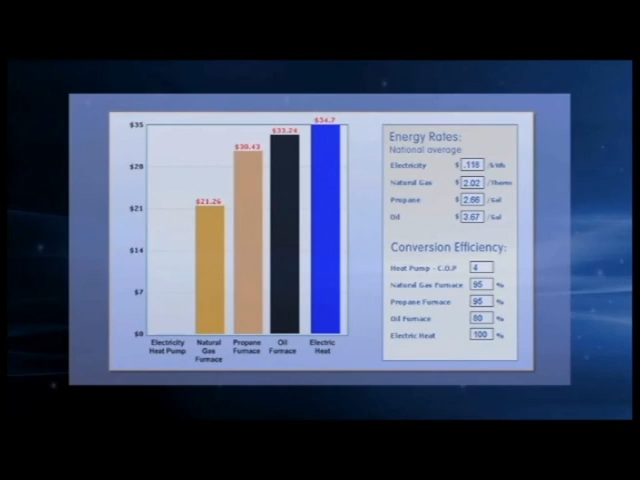 $35
$28
$21
$14
$7
$0
$21.26
$30.43
$33.24
$34.7
Electricity
Heat Pump
Natural
Gas
Furnace
Propane
Furnace
Oil
Furnace
Electric
Heat
Energy Rates:
National average
Electricity $ .118 /kWh
Natural Gas $ 2.02 /Therm
Propane $ 2.66 /Gal
Oil $ 3.67 /Gal
Conversion Efficiency:
Heat Pump - C.O.P 4
Natural Gas Furnace 95 %
Propane Furnace 95 %
Oil Furnace 80 %
Electric Heat 100 %